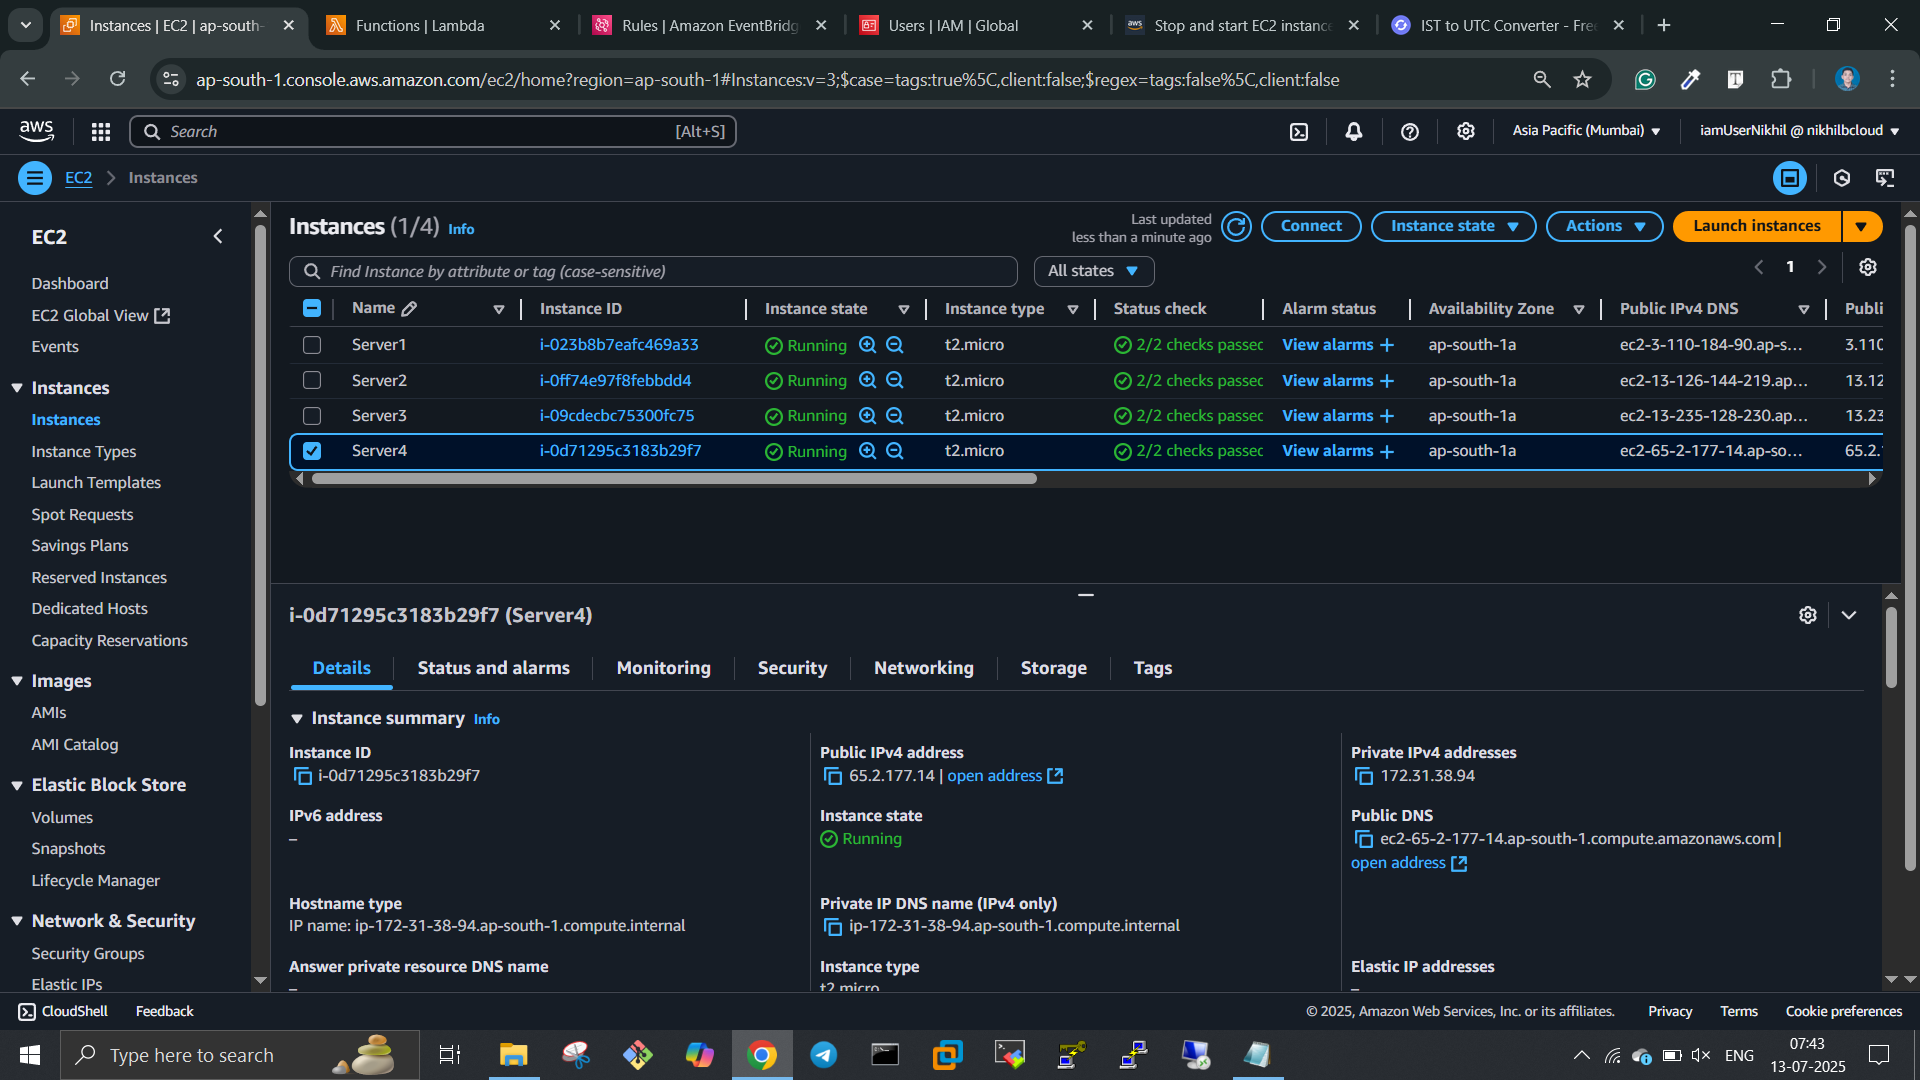 Instances | EC2 | ap-south-
Functions | Lambda
Rules | Amazon EventBridg
Users | IAM | Global
Stop and start EC2 instance
IST to UTC Converter - Free
ap-south-1.console.aws.amazon.com/ec2/home?region=ap-south-1#Instances:v=3;$case=tags:true%5C,client:false;$regex=tags:false%5C,client:false
aws
Search
[Alt+S]
Asia Pacific (Mumbai)
iamUserNikhil @ nikhilbcloud
EC2
Instances
EC2
Dashboard
EC2 Global View
Events
Instances
Instances
Instance Types
Launch Templates
Spot Requests
Savings Plans
Reserved Instances
Dedicated Hosts
Capacity Reservations
Images
AMIs
AMI Catalog
Elastic Block Store
Volumes
Snapshots
Lifecycle Manager
Network & Security
Security Groups
Elastic IPs
Instances (1/4) Info
Last updated
less than a minute ago
Connect
Instance state
Actions
Launch instances
Find Instance by attribute or tag (case-sensitive)
All states
1
Name Instance ID Instance state Instance type Status check Alarm status Availability Zone Public IPv4 DNS Publi
Server1 i-023b8b7eafc469a33 Running t2.micro 2/2 checks passec View alarms + ap-south-1a ec2-3-110-184-90.ap-s... 3.110
Server2 i-0ff74e97f8febbdd4 Running t2.micro 2/2 checks passec View alarms + ap-south-1a ec2-13-126-144-219.ap... 13.12
Server3 i-09cdecbc75300fc75 Running t2.micro 2/2 checks passec View alarms + ap-south-1a ec2-13-235-128-230.ap... 13.23
Server4 i-0d71295c3183b29f7 Running t2.micro 2/2 checks passec View alarms + ap-south-1a ec2-65-2-177-14.ap-so... 65.2.
i-0d71295c3183b29f7 (Server4)
Details Status and alarms Monitoring Security Networking Storage Tags
Instance summary Info
Instance ID
i-0d71295c3183b29f7
Public IPv4 address
65.2.177.14 | open address
Private IPv4 addresses
172.31.38.94
IPv6 address
–
Instance state
Running
Public DNS
ec2-65-2-177-14.ap-south-1.compute.amazonaws.com |
open address
Hostname type
IP name: ip-172-31-38-94.ap-south-1.compute.internal
Private IP DNS name (IPv4 only)
ip-172-31-38-94.ap-south-1.compute.internal
Answer private resource DNS name
–
Instance type
t2.micro
Elastic IP addresses
–
CloudShell
Feedback
© 2025, Amazon Web Services, Inc. or its affiliates.
Privacy
Terms
Cookie preferences
Type here to search
ENG
07:43
13-07-2025